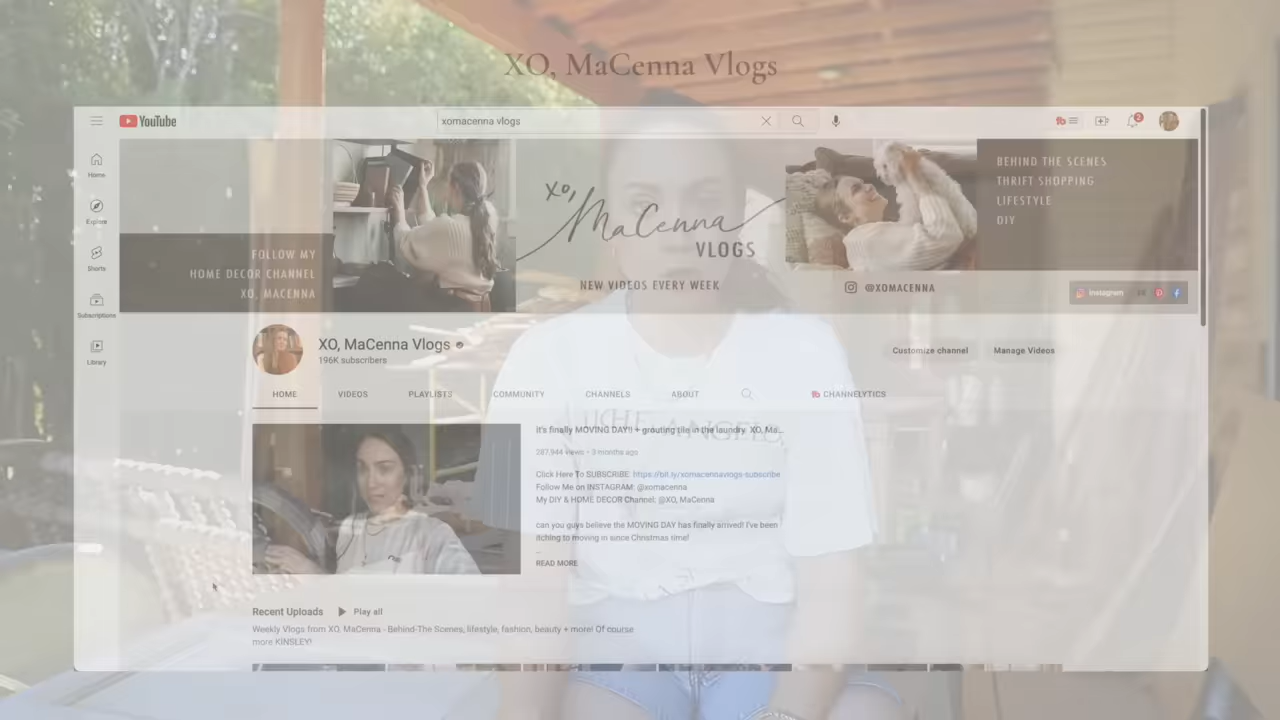 XO, MaCenna Vlogs
YouTube
xomacenna vlogs
2
Home
Explore
Shorts
Subscriptions
Library
FOLLOW MY
HOME DECOR CHANNEL
XO, MACENNA
XO,
MaCenna
VLOGS
NEW VIDEOS EVERY WEEK
BEHIND THE SCENES
THRIFT SHOPPING
LIFESTYLE
DIY
@XOMACENNA
Instagram
XO, MaCenna Vlogs
196K subscribers
Customize channel
Manage Videos
HOME
VIDEOS
PLAYLISTS
COMMUNITY
CHANNELS
ABOUT
CHANNELYTICS
it's finally MOVING DAY!! + grouting tile in the laundry XO, Ma...
287,944 views • 3 months ago
Click Here To SUBSCRIBE: https://bit.ly/xomacennavlogs-subscribe
Follow Me on INSTAGRAM: @xomacenna
My DIY & HOME DECOR Channel: @XO, MaCenna
can you guys believe the MOVING DAY has finally arrived! I've been
itching to moving in since Christmas time!
...
READ MORE
Recent Uploads
Play all
Weekly Vlogs from XO, MaCenna - Behind-The Scenes, lifestyle, fashion, beauty + more! Of course
more KINSLEY!